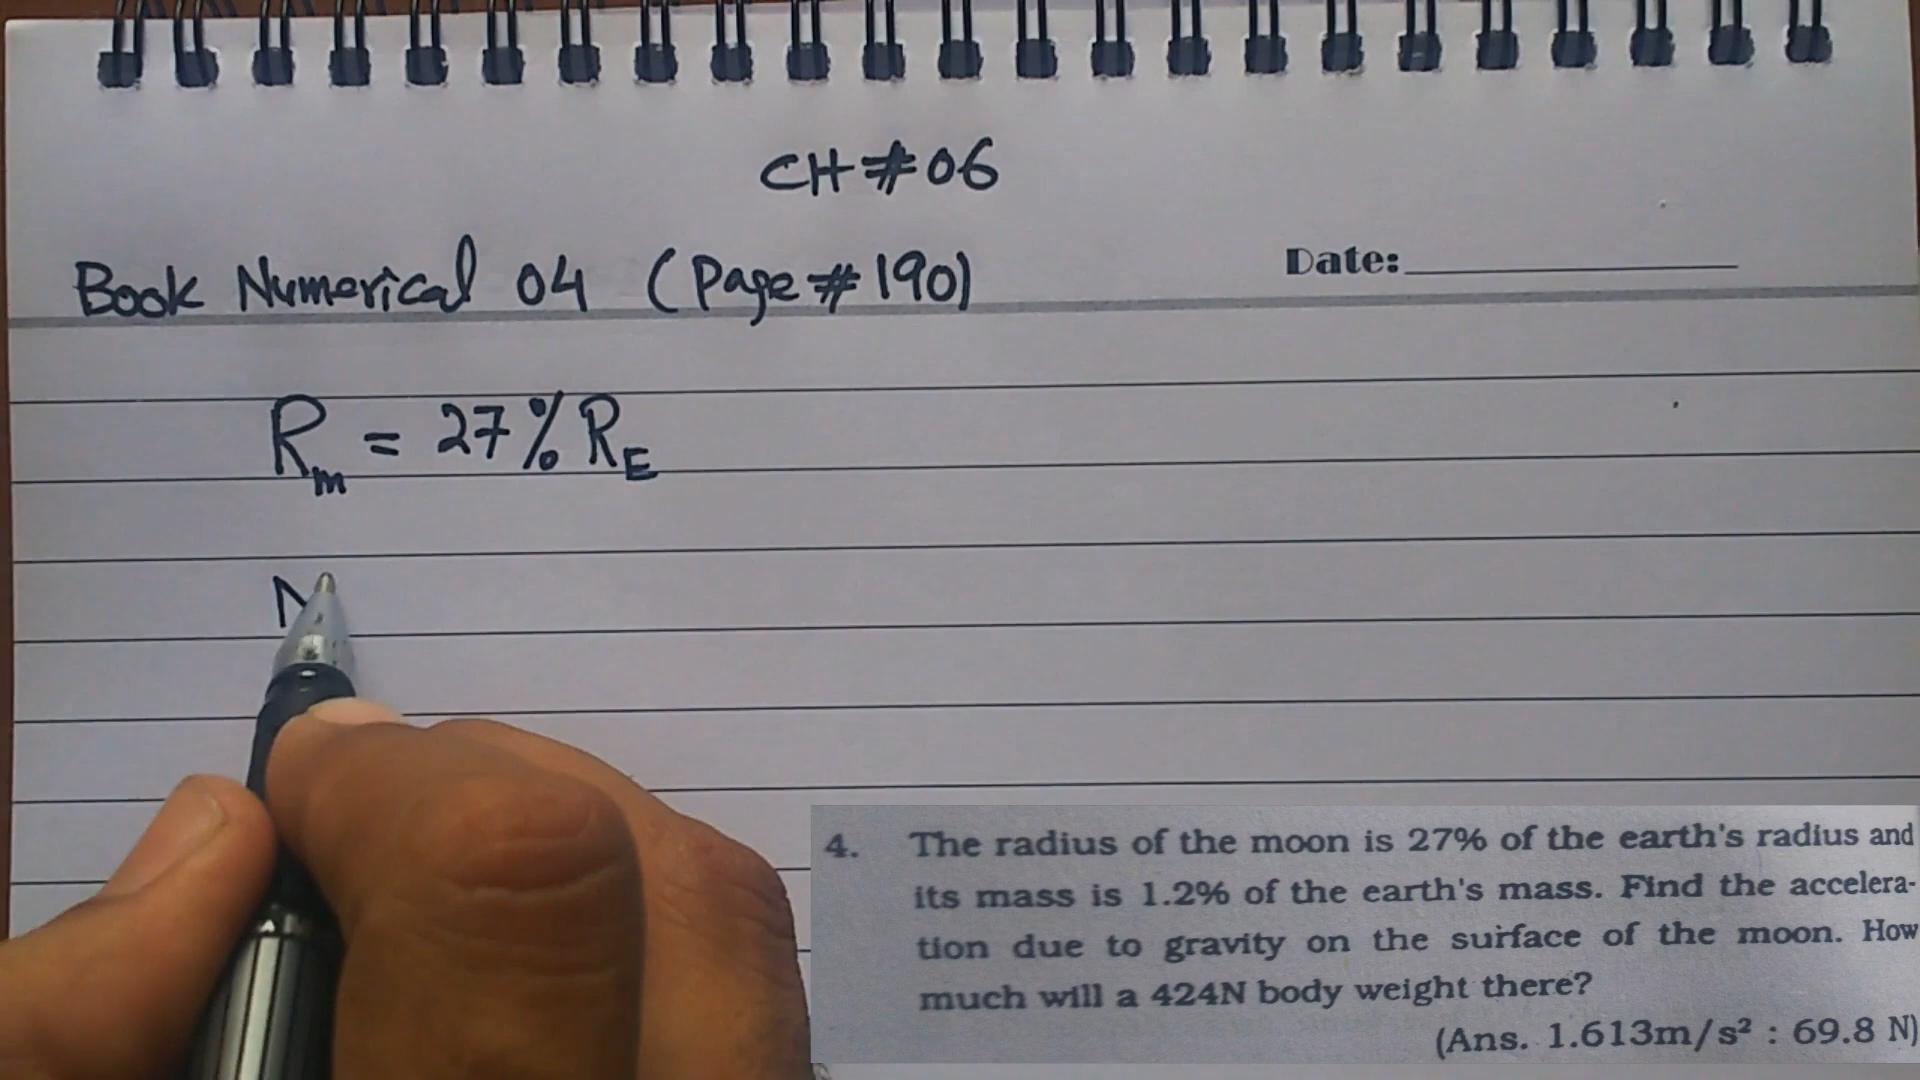 CH#06
Book Numerical 04 (Page # 190)
Date:
Rm = 27% RE
4. The radius of the moon is 27% of the earth's radius and
its mass is 1.2% of the earth's mass. Find the accelera-
tion due to gravity on the surface of the moon. How
much will a 424N body weight there?
(Ans. 1.613m/s² : 69.8 N)